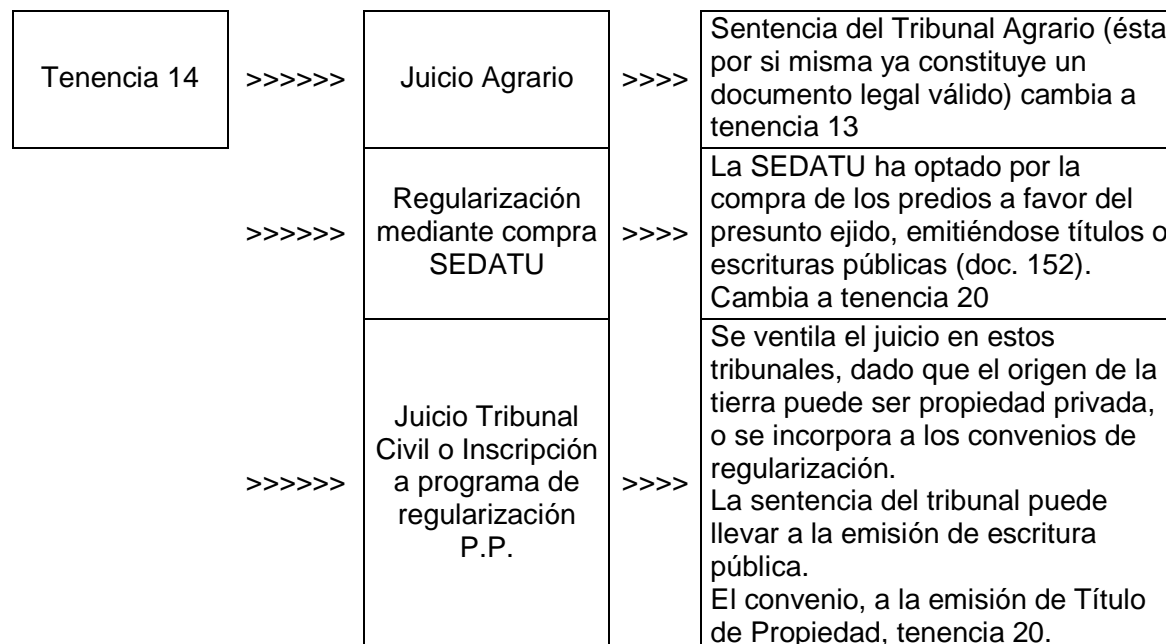 Tenencia 14
>>>>>>
Juicio Agrario
>>>>
Sentencia del Tribunal Agrario (ésta
por si misma ya constituye un
documento legal válido) cambia a
tenencia 13
>>>>>>
Regularización
mediante compra
SEDATU
>>>>
La SEDATU ha optado por la
compra de los predios a favor del
presunto ejido, emitiéndose títulos o
escrituras públicas (doc. 152).
Cambia a tenencia 20
>>>>>>
Juicio Tribunal
Civil o Inscripción
a programa de
regularización
P.P.
>>>>
Se ventila el juicio en estos
tribunales, dado que el origen de la
tierra puede ser propiedad privada,
o se incorpora a los convenios de
regularización.
La sentencia del tribunal puede
llevar a la emisión de escritura
pública.
El convenio, a la emisión de Título
de Propiedad, tenencia 20.